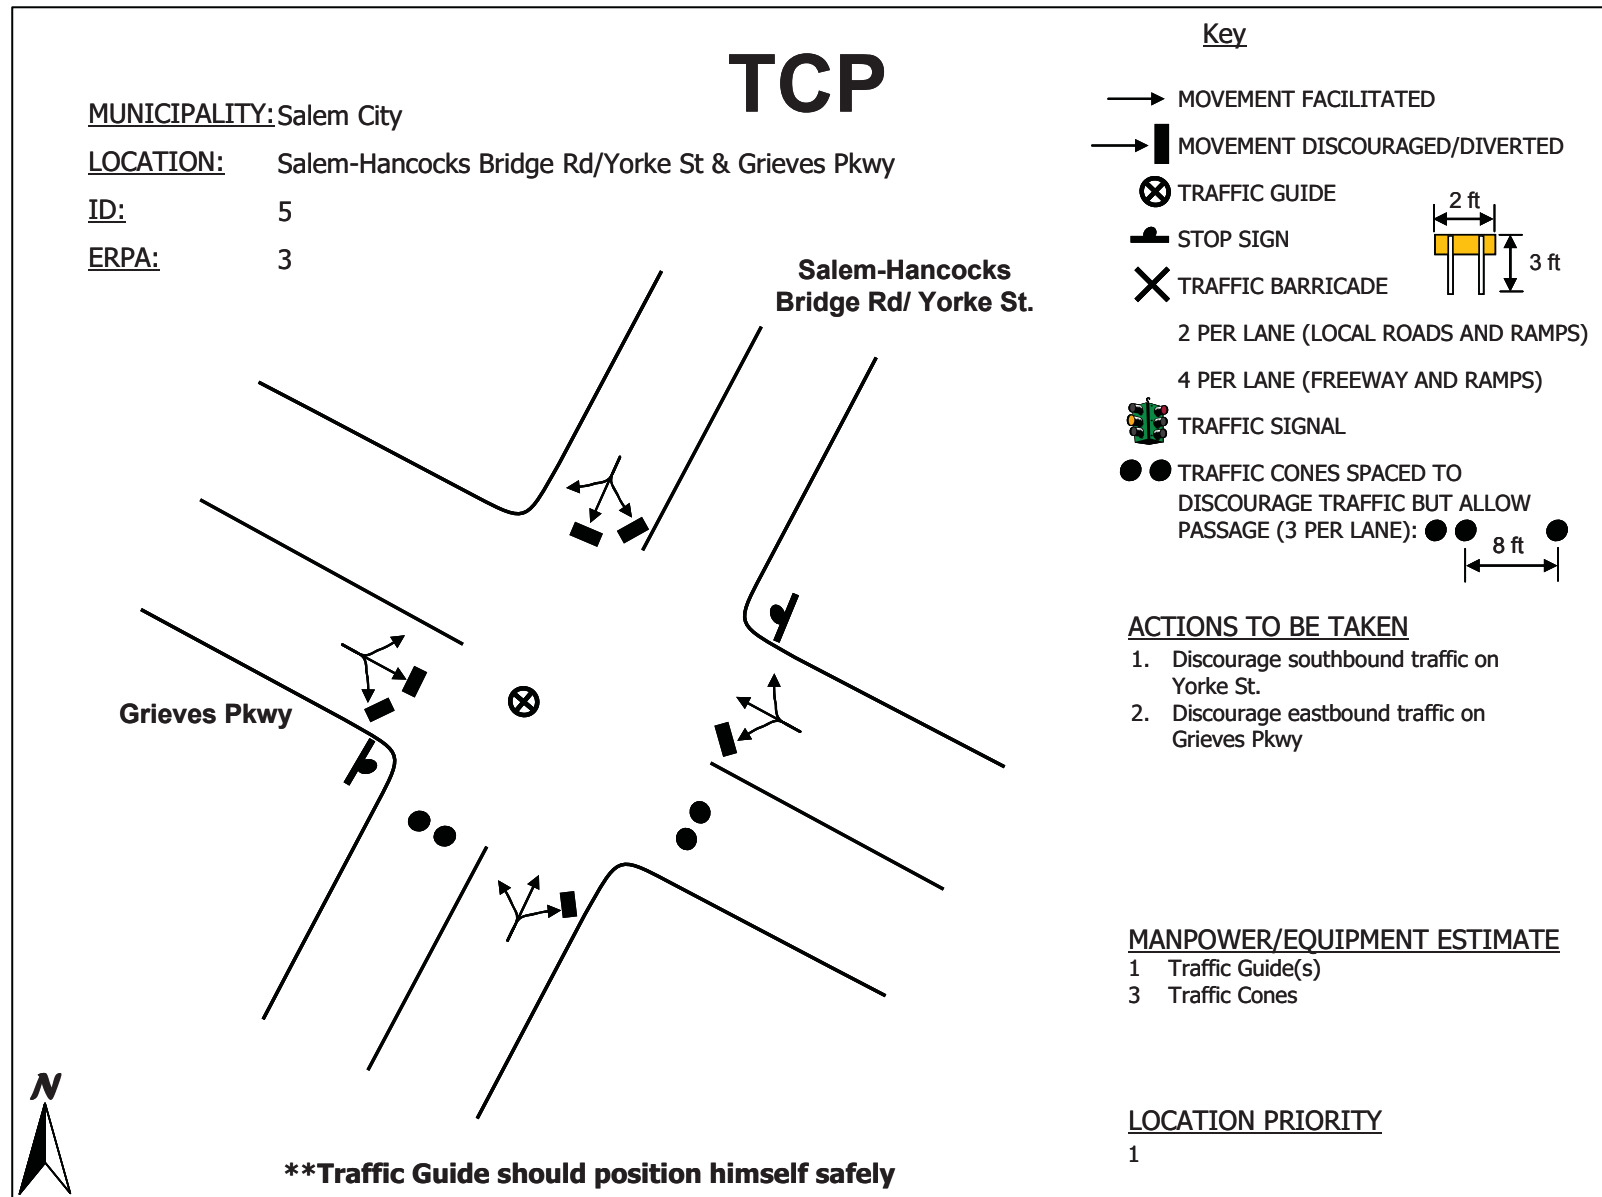 TCP
MUNICIPALITY: Salem City
LOCATION: Salem-Hancocks Bridge Rd/Yorke St & Grieves Pkwy
ID: 5
ERPA: 3
Salem-Hancocks
Bridge Rd/ Yorke St.
Grieves Pkwy
N
**Traffic Guide should position himself safely
Key
MOVEMENT FACILITATED
MOVEMENT DISCOURAGED/DIVERTED
TRAFFIC GUIDE
2 ft
STOP SIGN
3 ft
TRAFFIC BARRICADE
2 PER LANE (LOCAL ROADS AND RAMPS)
4 PER LANE (FREEWAY AND RAMPS)
TRAFFIC SIGNAL
TRAFFIC CONES SPACED TO
DISCOURAGE TRAFFIC BUT ALLOW
PASSAGE (3 PER LANE):
8 ft
ACTIONS TO BE TAKEN
1. Discourage southbound traffic on
Yorke St.
2. Discourage eastbound traffic on
Grieves Pkwy
MANPOWER/EQUIPMENT ESTIMATE
1 Traffic Guide(s)
3 Traffic Cones
LOCATION PRIORITY
1